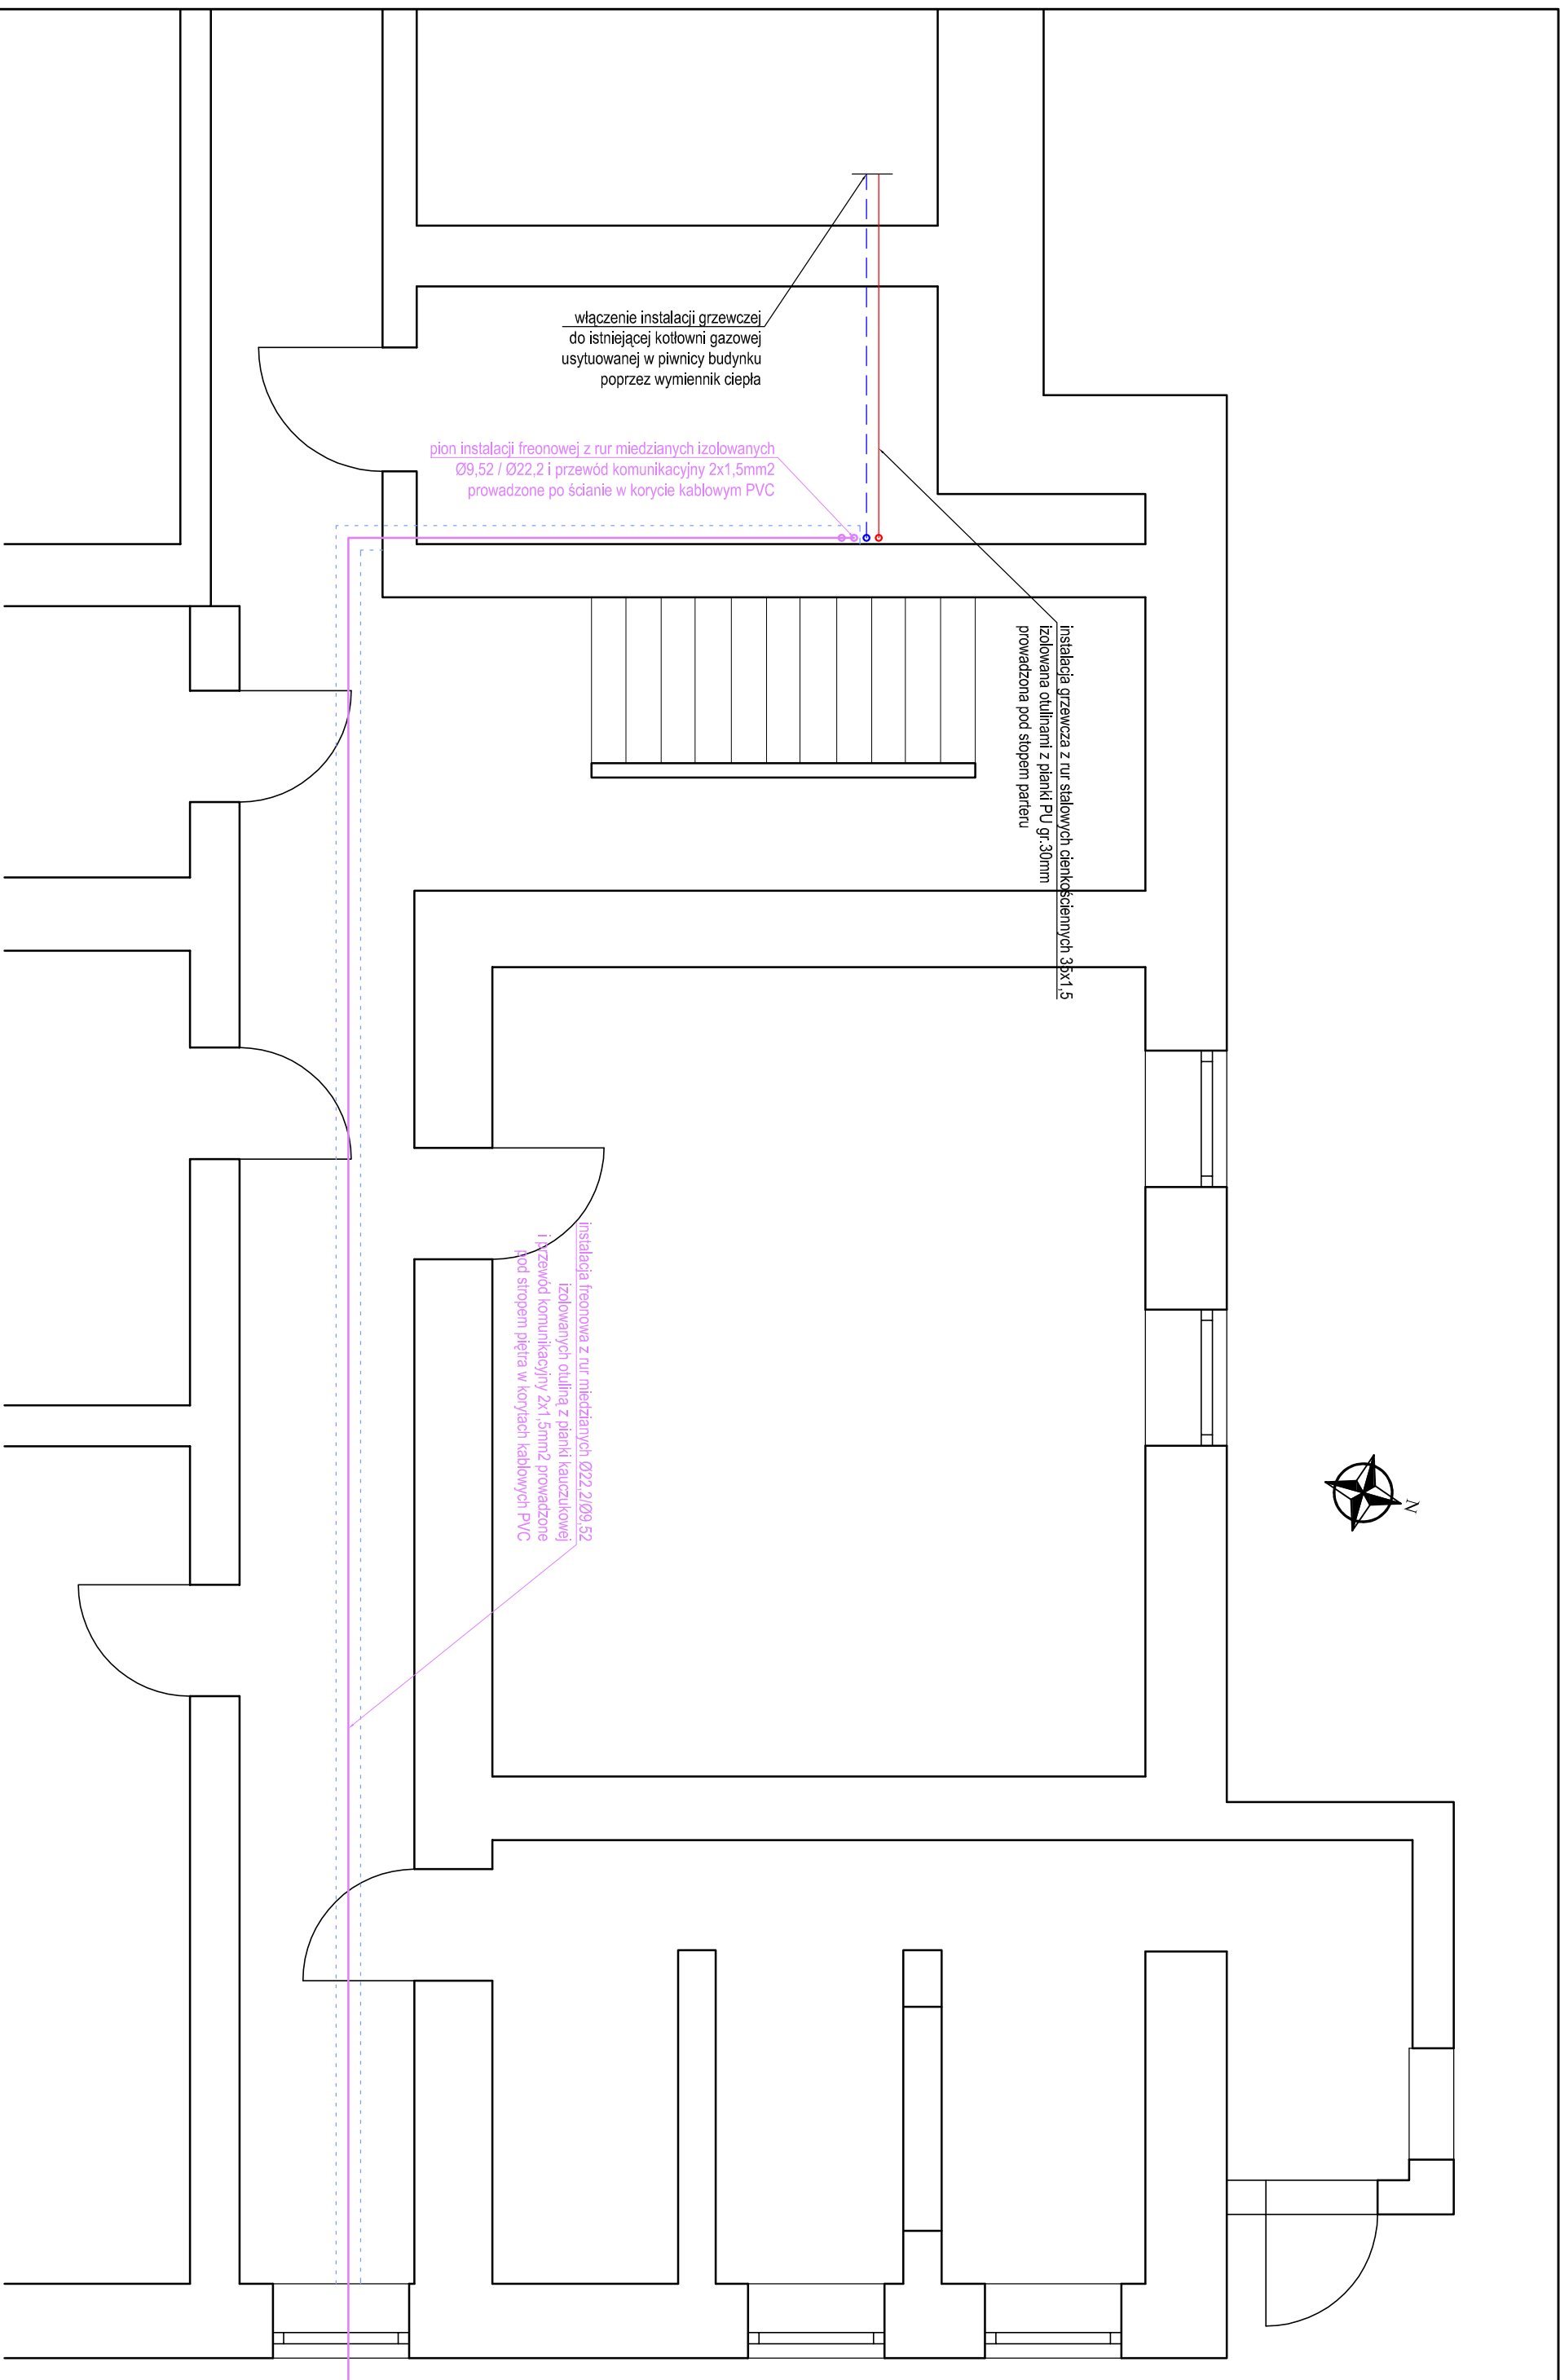 włączenie instalacji grzewczej
do istniejącej kotłowni gazowej
usytuowanej w piwnicy budynku
poprzez wymiennik ciepła
pion instalacji freonowej z rur miedzianych izolowanych
Ø9,52 / Ø22,2 i przewód komunikacyjny 2x1,5mm2
prowadzone po ścianie w korycie kablowym PVC
instalacja grzewcza z rur stalowych cienkościennych 35x1,5
izolowana otulinami z pianki PU gr.30mm
prowadzona pod stopem parteru
instalacja freonowa z rur miedzianych Ø22,2/Ø9,52
izolowanych otuliną z pianki kauczukowej
i przewód komunikacyjny 2x1,5mm2 prowadzone
pod stropem piętra w korytach kablowych PVC
N